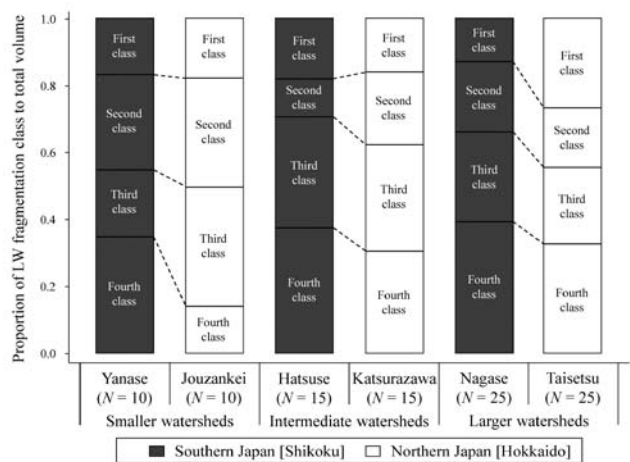 Proportion of LW fragmentation class to total volume
1.0
0.8
0.6
0.4
0.2
0.0
First
class
Second
class
Third
class
Fourth
class
First
class
Second
class
Third
class
Fourth
class
First
class
Second
class
Third
class
Fourth
class
First
class
Second
class
Third
class
Fourth
class
First
class
Second
class
Third
class
Fourth
class
First
class
Second
class
Third
class
Fourth
class
Yanase Jouzankei Hatsuse Katsurazawa Nagase Taisetsu
(N = 10) (N = 10) (N = 15) (N = 15) (N = 25) (N = 25)
Smaller watersheds Intermediate watersheds Larger watersheds
Southern Japan [Shikoku] Northern Japan [Hokkaido]